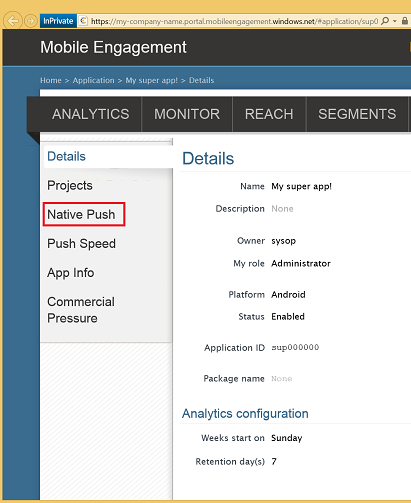 InPrivate https://my-company-name.portal.mobileengagement.windows.net/#application/sup0
Mobile Engagement
Home > Application > My super app! > Details
ANALYTICS MONITOR REACH SEGMENTS
Details
Projects
Native Push
Push Speed
App Info
Commercial
Pressure
Details
Name My super app!
Description None
Owner sysop
My role Administrator
Platform Android
Status Enabled
Application ID sup000000
Package name None
Analytics configuration
Weeks start on Sunday
Retention day(s) 7